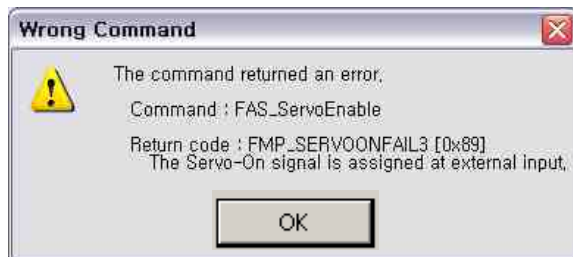 Wrong Command
The command returned an error,
Command : FAS_ServoEnable
Return code : FMP_SERVOONFAIL3 [0x89]
The Servo-On signal is assigned at external input,
OK